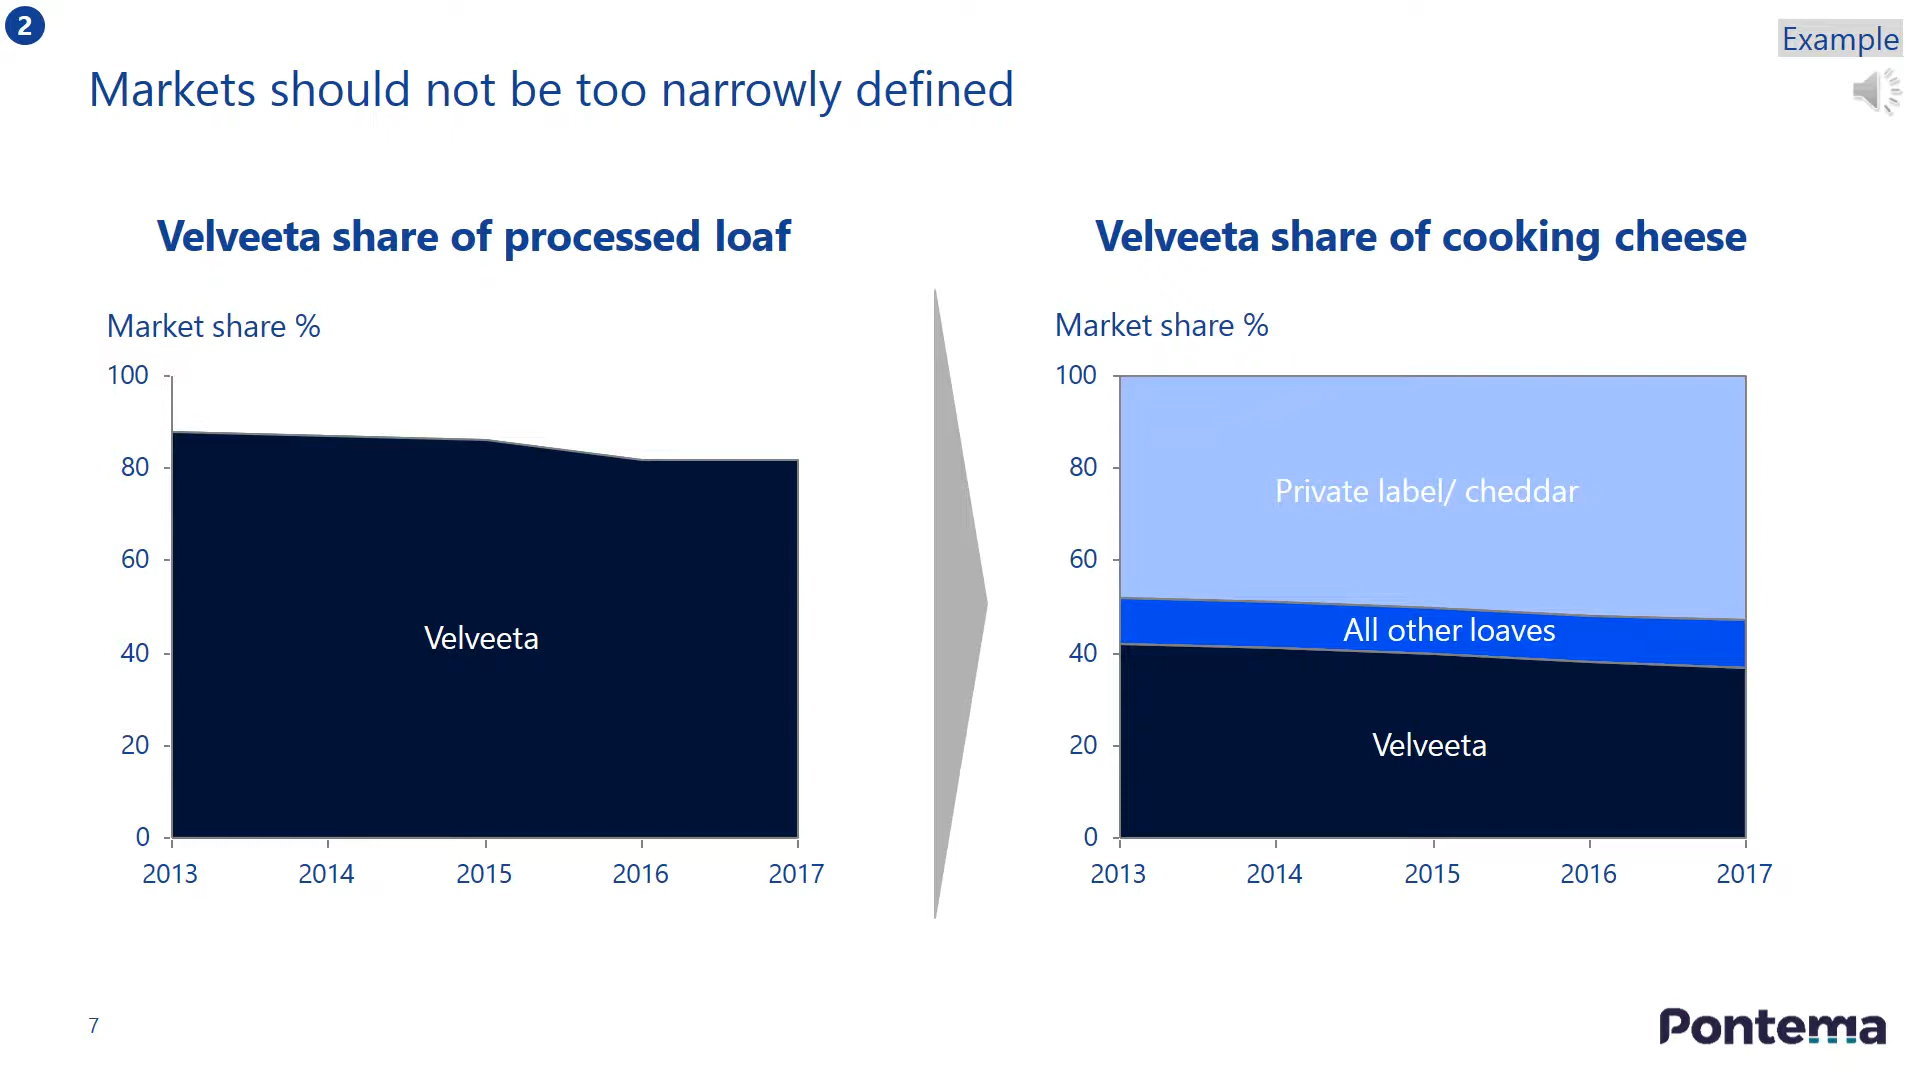 2
Example
Markets should not be too narrowly defined
Velveeta share of processed loaf
Market share %
100
80
60
40
20
0
Velveeta
2013 2014 2015 2016 2017
Velveeta share of cooking cheese
Market share %
100
80
60
40
20
0
Private label/ cheddar
All other loaves
Velveeta
2013 2014 2015 2016 2017
7
Pontema